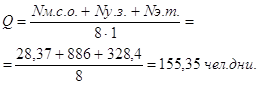 Q = (Nм.с.о. + Nу.з. + Nэ.т.) / (8 · 1) =
= (28,37 + 886 + 328,4) / 8 = 155,35 чел.дни.